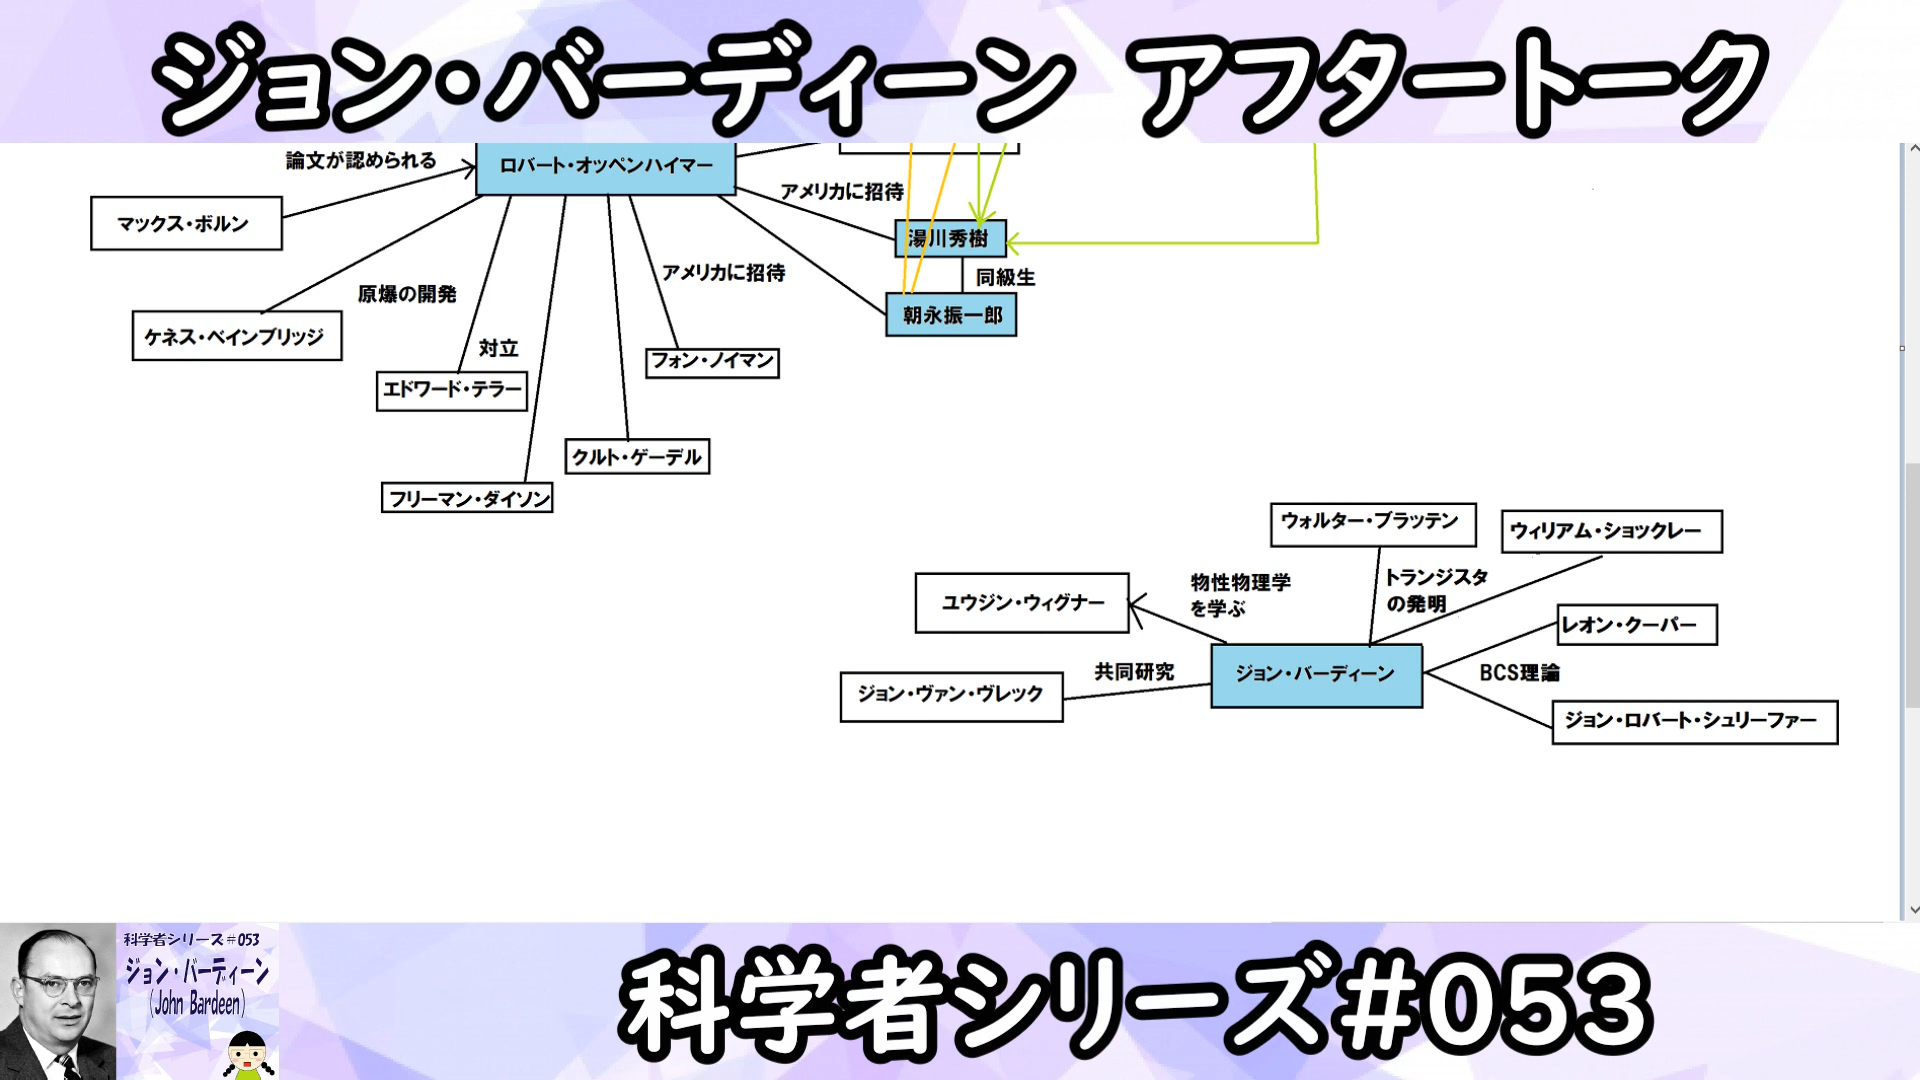 ジョン・バーディーン アフタートーク
論文が認められる
ロバート・オッペンハイマー
アメリカに招待
マックス・ボルン
湯川秀樹
アメリカに招待
同級生
原爆の開発
朝永振一郎
ケネス・ベインブリッジ
対立
フォン・ノイマン
エドワード・テラー
クルト・ゲーデル
フリーマン・ダイソン
ウォルター・ブラッテン
ウィリアム・ショックレー
ユウジン・ウィグナー
物性物理学
を学ぶ
トランジスタ
の発明
レオン・クーパー
ジョン・ヴァン・ヴレック
共同研究
ジョン・バーディーン
BCS理論
ジョン・ロバート・シュリーファー
科学者シリーズ#053
ジョン・バーディーン
(John Bardeen)
科学者シリーズ#053